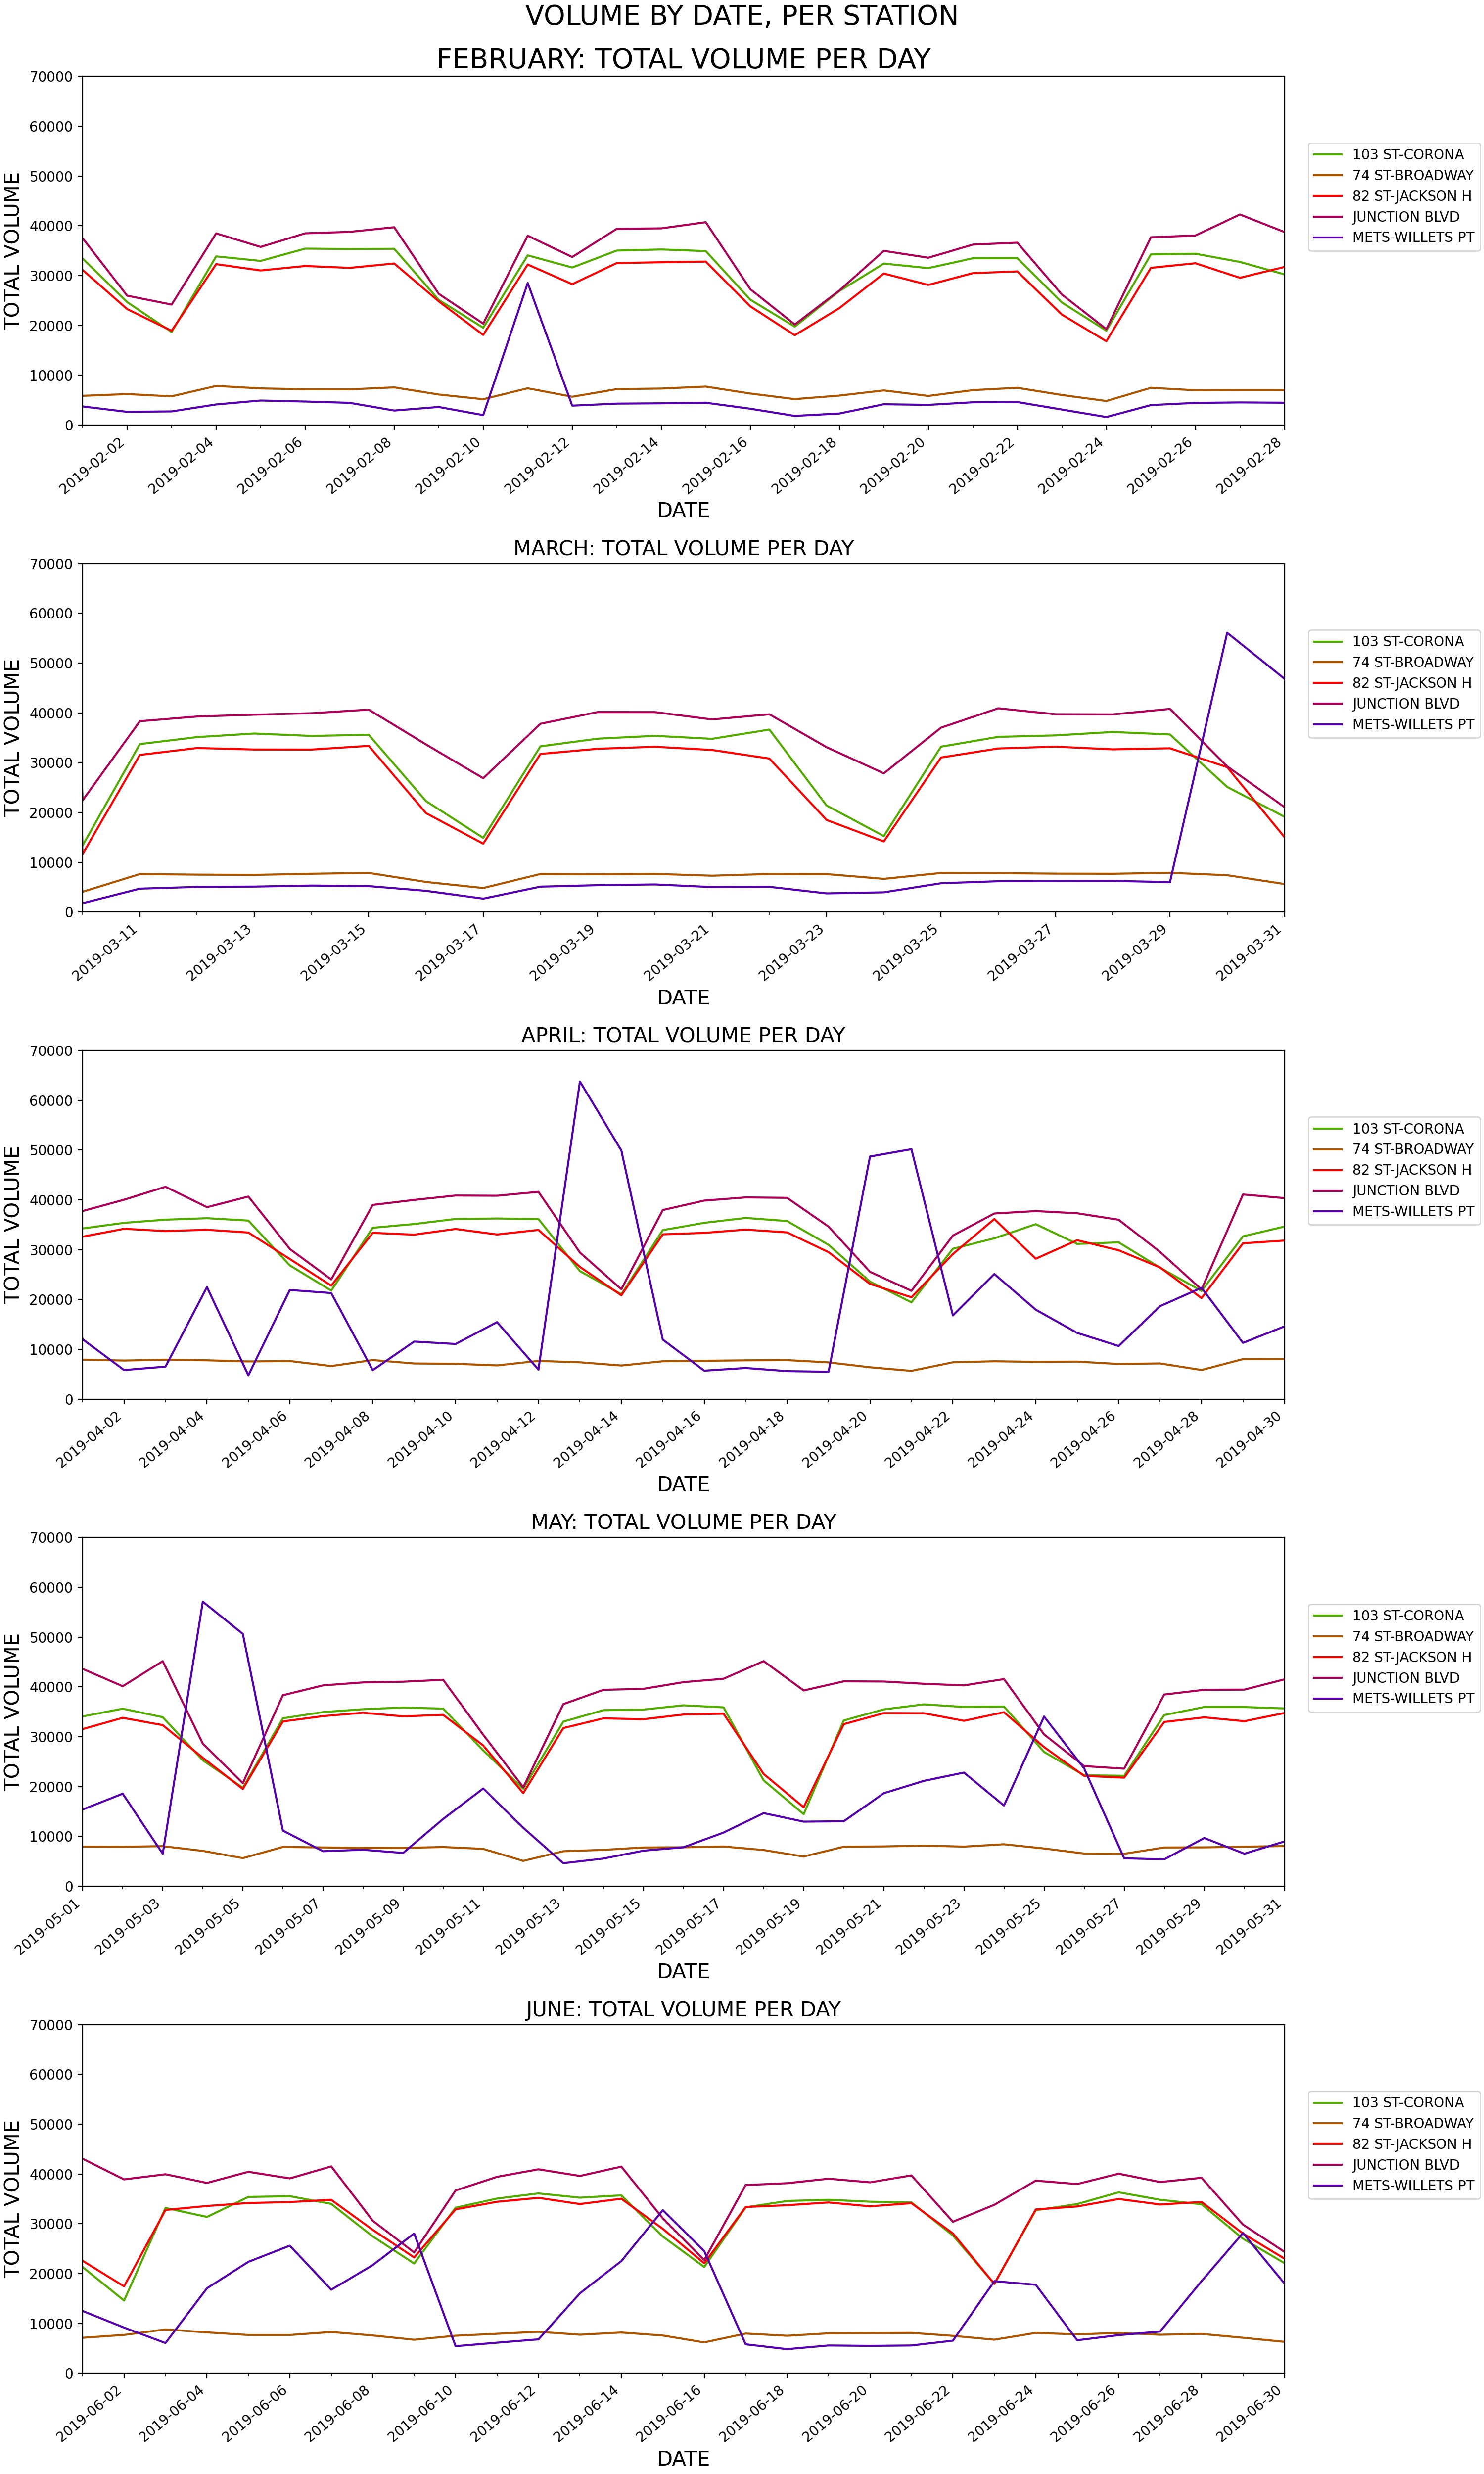 VOLUME BY DATE, PER STATION
FEBRUARY: TOTAL VOLUME PER DAY
TOTAL VOLUME
70000
60000
50000
40000
30000
20000
10000
0
2019-02-02
2019-02-04
2019-02-06
2019-02-08
2019-02-10
2019-02-12
2019-02-14
2019-02-16
2019-02-18
2019-02-20
2019-02-22
2019-02-24
2019-02-26
2019-02-28
DATE
103 ST-CORONA
74 ST-BROADWAY
82 ST-JACKSON H
JUNCTION BLVD
METS-WILLETS PT
MARCH: TOTAL VOLUME PER DAY
TOTAL VOLUME
70000
60000
50000
40000
30000
20000
10000
0
2019-03-11
2019-03-13
2019-03-15
2019-03-17
2019-03-19
2019-03-21
2019-03-23
2019-03-25
2019-03-27
2019-03-29
2019-03-31
DATE
103 ST-CORONA
74 ST-BROADWAY
82 ST-JACKSON H
JUNCTION BLVD
METS-WILLETS PT
APRIL: TOTAL VOLUME PER DAY
TOTAL VOLUME
70000
60000
50000
40000
30000
20000
10000
0
2019-04-02
2019-04-04
2019-04-06
2019-04-08
2019-04-10
2019-04-12
2019-04-14
2019-04-16
2019-04-18
2019-04-20
2019-04-22
2019-04-24
2019-04-26
2019-04-28
2019-04-30
DATE
103 ST-CORONA
74 ST-BROADWAY
82 ST-JACKSON H
JUNCTION BLVD
METS-WILLETS PT
MAY: TOTAL VOLUME PER DAY
TOTAL VOLUME
70000
60000
50000
40000
30000
20000
10000
0
2019-05-01
2019-05-03
2019-05-05
2019-05-07
2019-05-09
2019-05-11
2019-05-13
2019-05-15
2019-05-17
2019-05-19
2019-05-21
2019-05-23
2019-05-25
2019-05-27
2019-05-29
2019-05-31
DATE
103 ST-CORONA
74 ST-BROADWAY
82 ST-JACKSON H
JUNCTION BLVD
METS-WILLETS PT
JUNE: TOTAL VOLUME PER DAY
TOTAL VOLUME
70000
60000
50000
40000
30000
20000
10000
0
2019-06-02
2019-06-04
2019-06-06
2019-06-08
2019-06-10
2019-06-12
2019-06-14
2019-06-16
2019-06-18
2019-06-20
2019-06-22
2019-06-24
2019-06-26
2019-06-28
2019-06-30
DATE
103 ST-CORONA
74 ST-BROADWAY
82 ST-JACKSON H
JUNCTION BLVD
METS-WILLETS PT